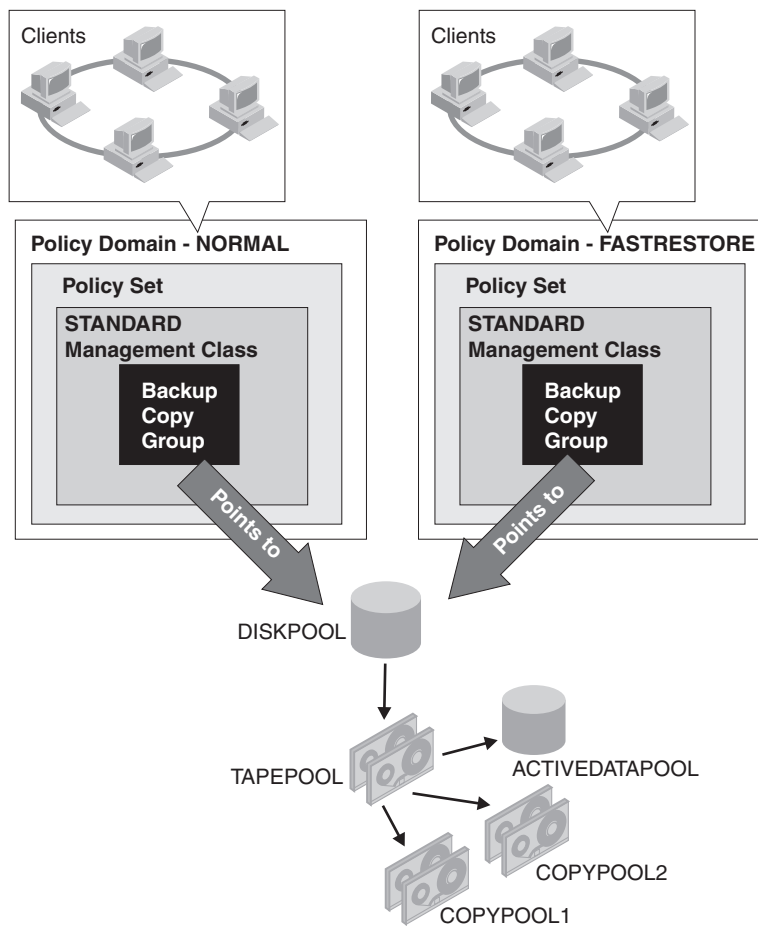 Clients
Clients
Policy Domain - NORMAL
Policy Set
STANDARD
Management Class
Backup
Copy
Group
Points to
Policy Domain - FASTRESTORE
Policy Set
STANDARD
Management Class
Backup
Copy
Group
Points to
DISKPOOL
TAPEPOOL
ACTIVEDATAPOOL
COPYPOOL2
COPYPOOL1